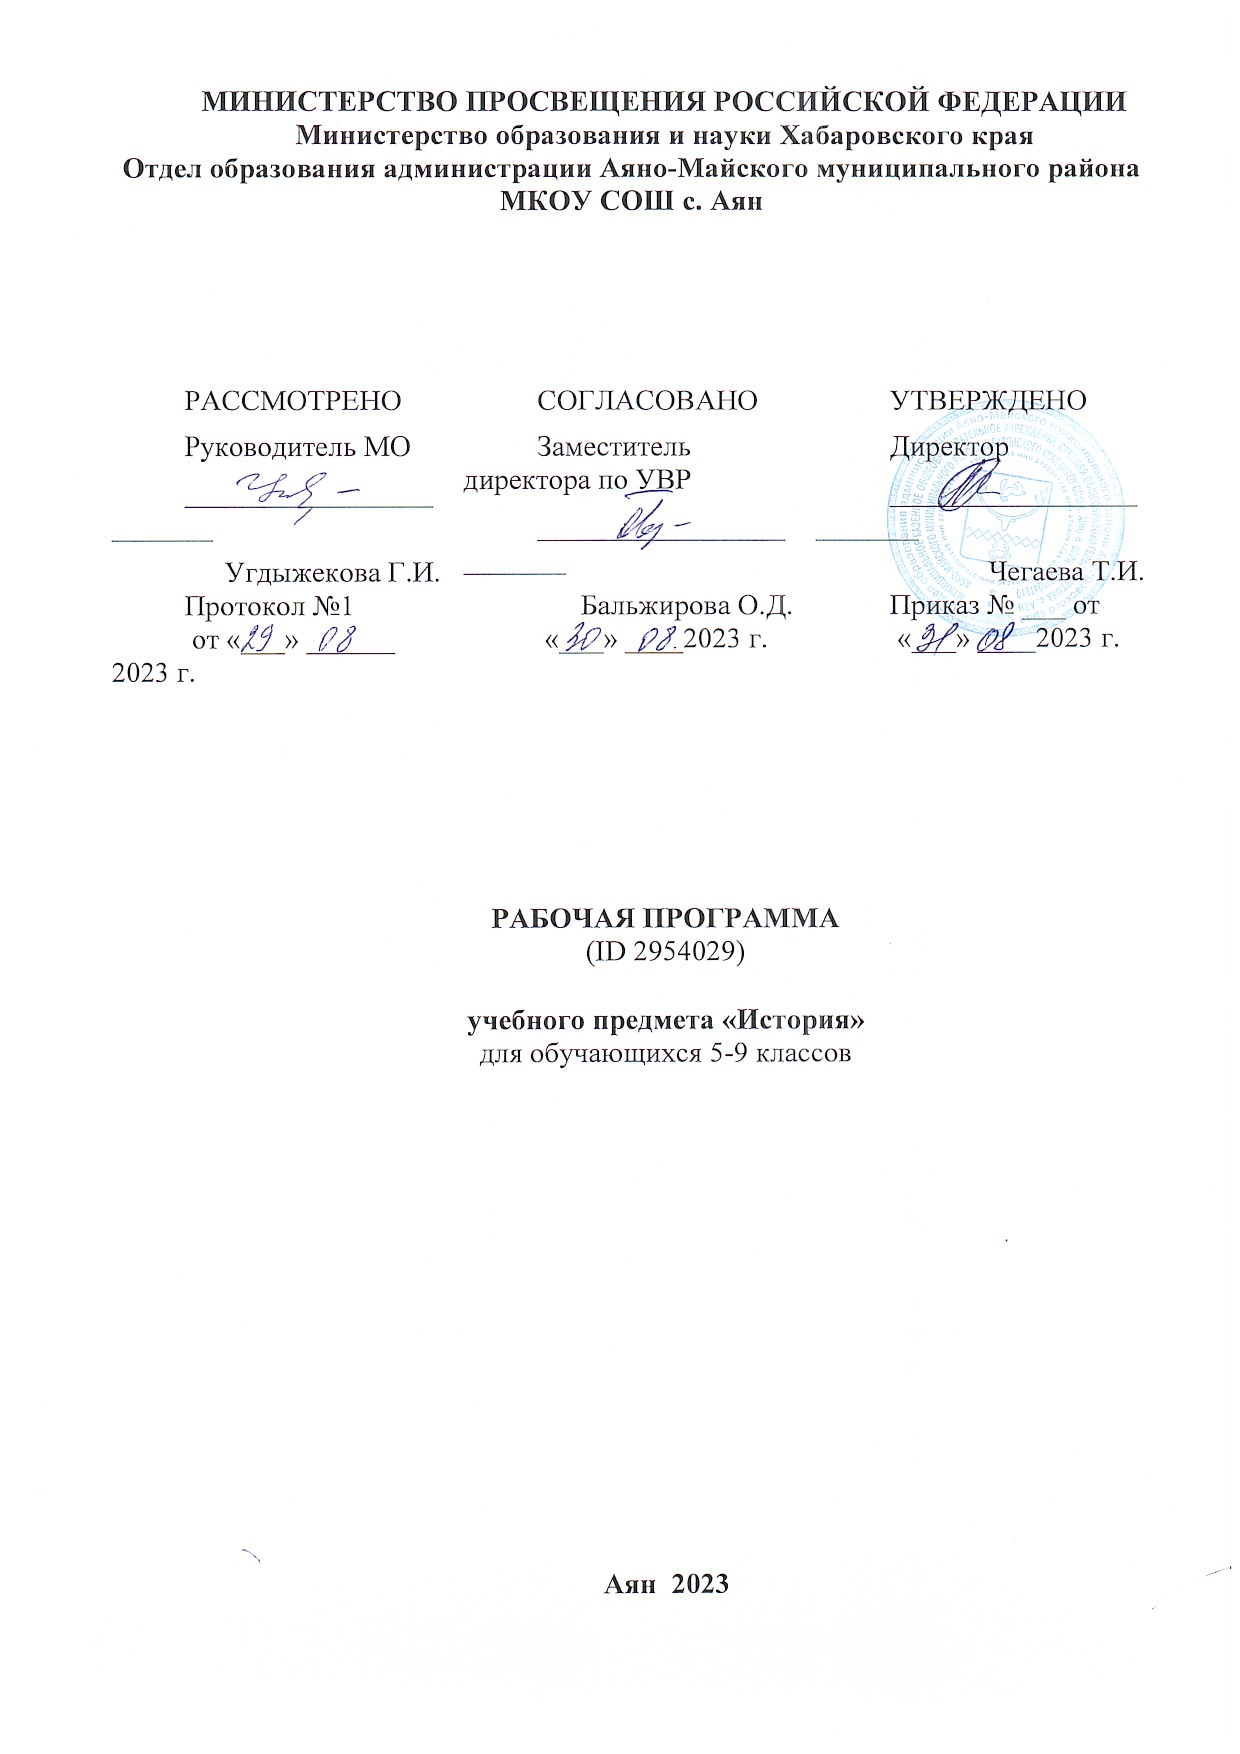 МИНИСТЕРСТВО ПРОСВЕЩЕНИЯ РОССИЙСКОЙ ФЕДЕРАЦИИ
Министерство образования и науки Хабаровского края
Отдел образования администрации Аяно-Майского муниципального района
МКОУ СОШ с. Аян
РАССМОТРЕНО
Руководитель МО
Угдыжекова Г.И.
Протокол №1
от «29» 08
2023 г.
СОГЛАСОВАНО
Заместитель
директора по УВР
Бальжирова О.Д.
«30» 08.2023 г.
УТВЕРЖДЕНО
Директор
Чегаева Т.И.
Приказ № ___ от
«31» 08 2023 г.
РАБОЧАЯ ПРОГРАММА
(ID 2954029)
учебного предмета «История»
для обучающихся 5-9 классов
Аян 2023